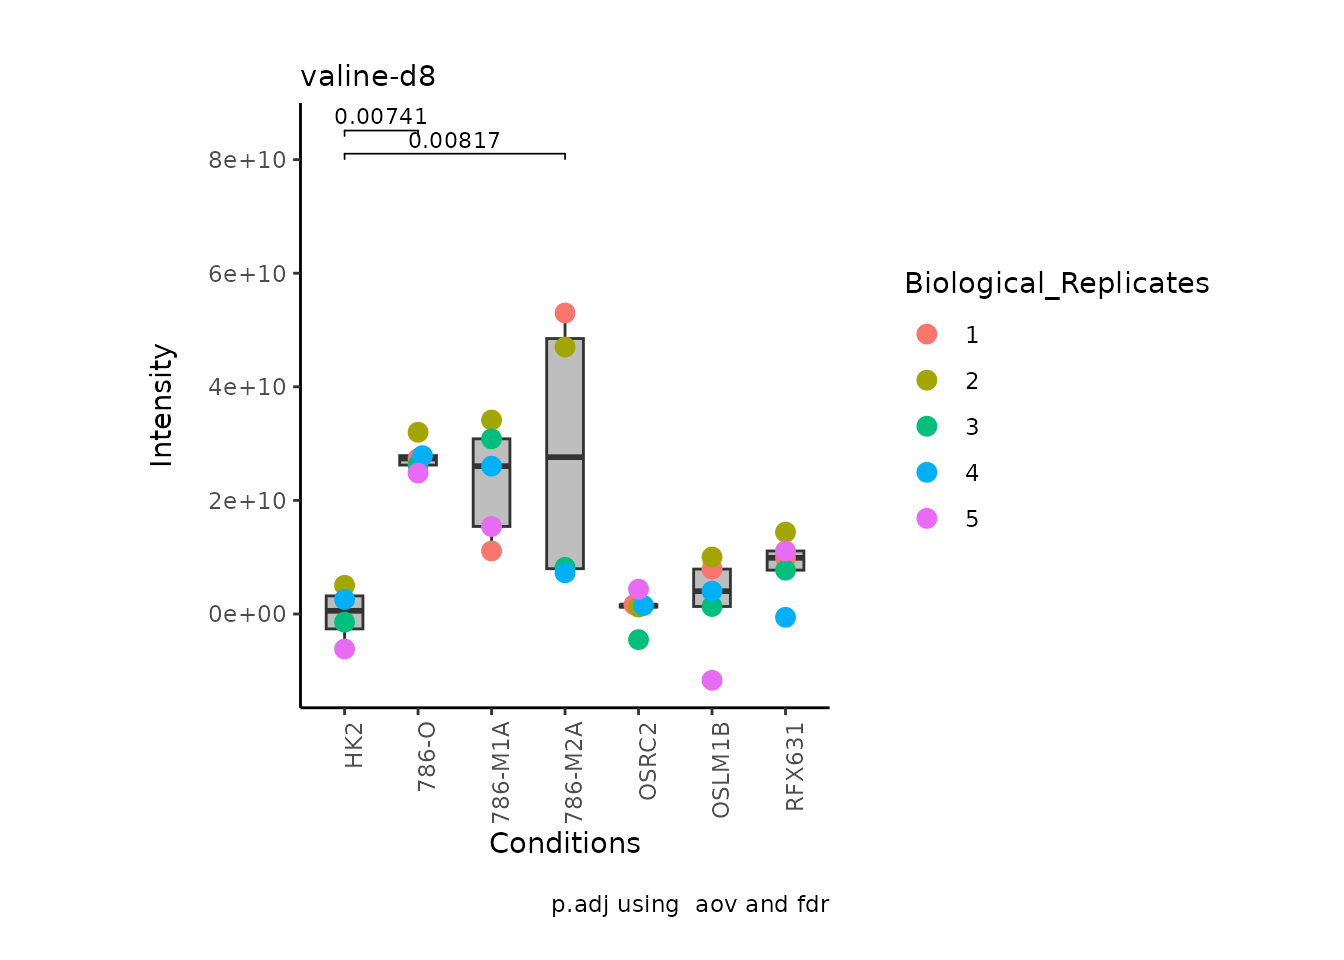 valine-d8
0.00741
0.00817
8e+10
6e+10
4e+10
2e+10
0e+00
Intensity
HK2
786-O
786-M1A
786-M2A
OSRC2
OSLM1B
RFX631
Conditions
p.adj using  aov and fdr
Biological_Replicates
1
2
3
4
5